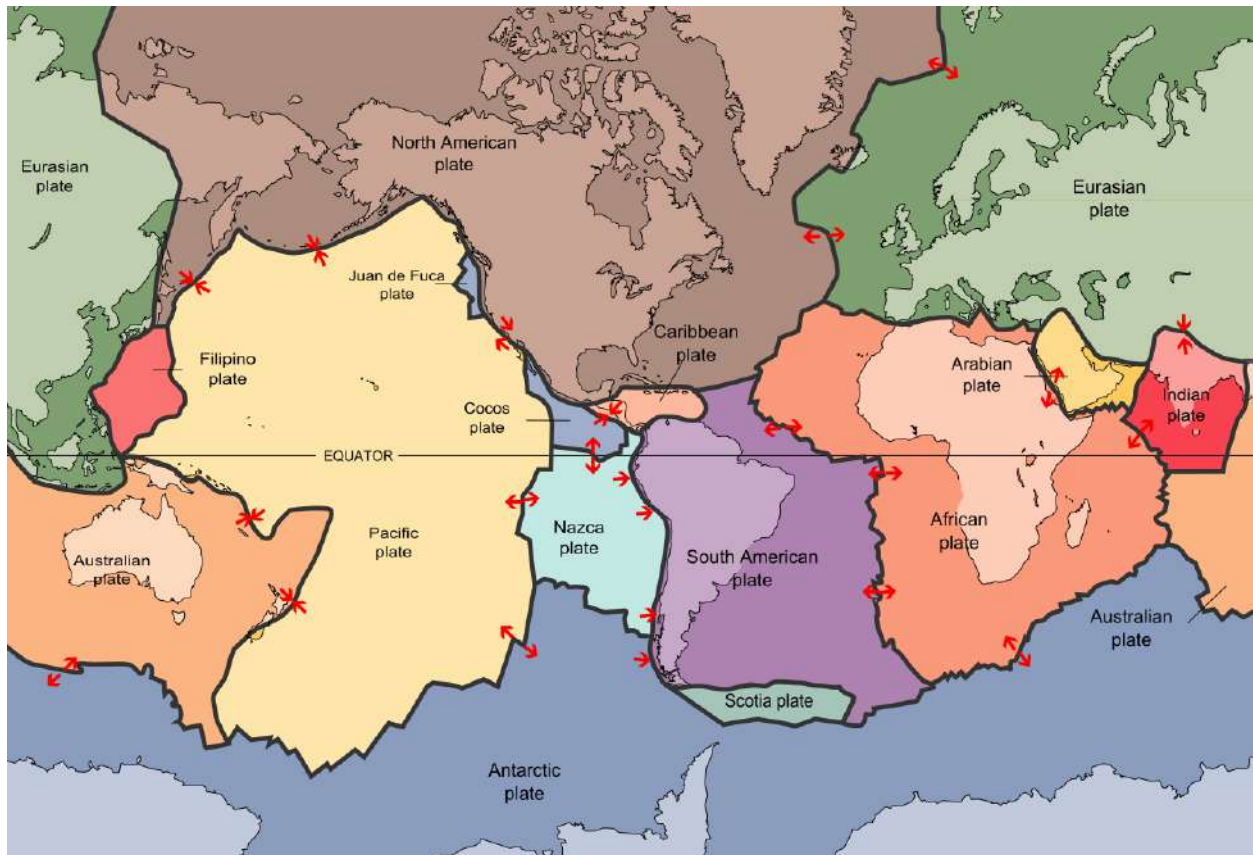 North American
plate
Eurasian
plate
Eurasian
plate
Juan de Fuca
plate
Caribbean
plate
Filipino
plate
Arabian
plate
Indian
plate
Cocos
plate
EQUATOR
Pacific
plate
Nazca
plate
African
plate
South American
plate
Australian
plate
Australian
plate
Scotia plate
Antarctic
plate